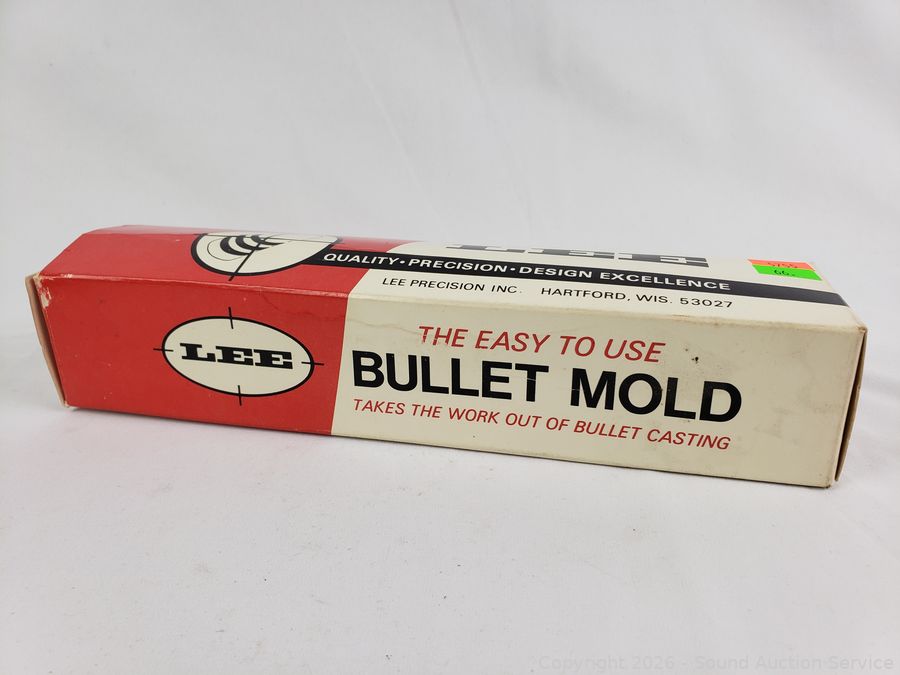 LEE
QUALITY • PRECISION • DESIGN EXCELLENCE
LEE PRECISION INC. HARTFORD, WIS. 53027
LEE
THE EASY TO USE
BULLET MOLD
TAKES THE WORK OUT OF BULLET CASTING
Copyright 2026 - Sound Auction Service